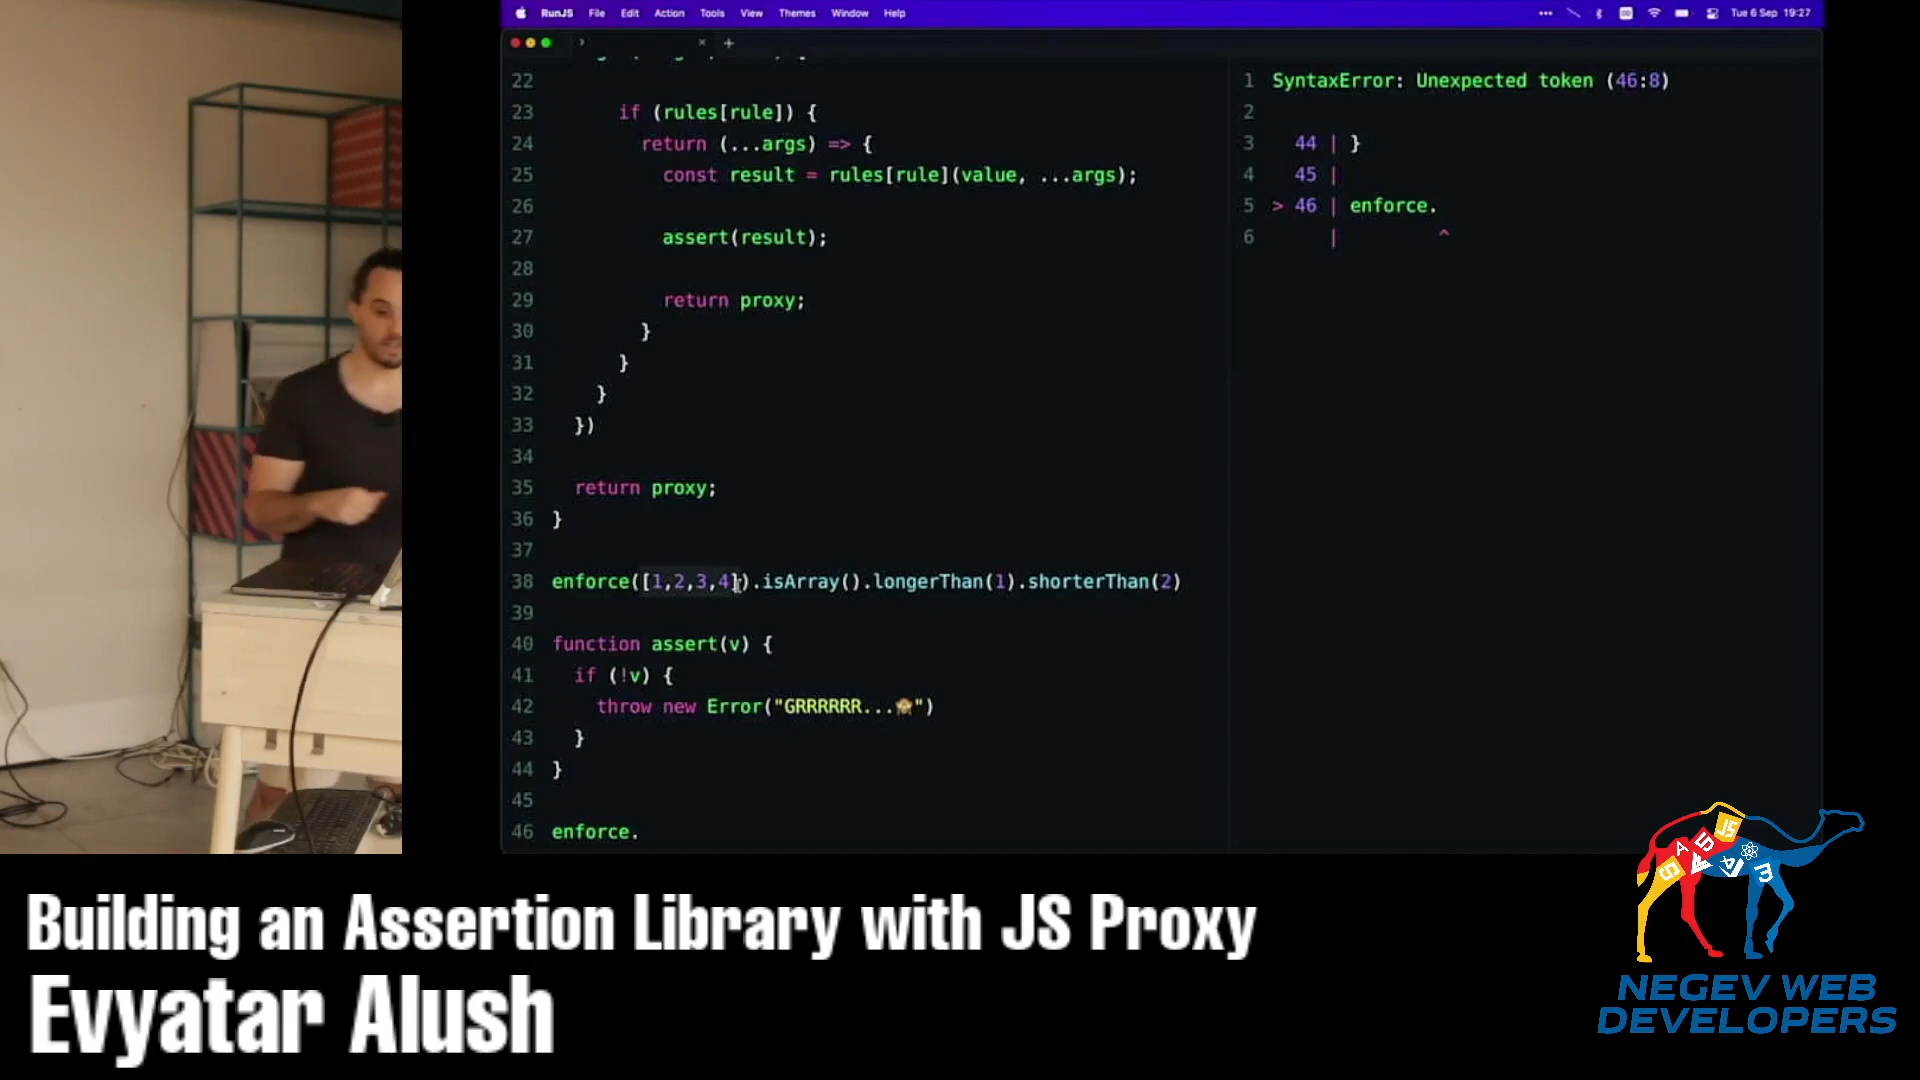 RunJS File Edit Action Tools View Themes Window Help
Tue 6 Sep 19:27
22
23 if (rules[rule]) {
24 return (...args) => {
25 const result = rules[rule](value, ...args);
26
27 assert(result);
28
29 return proxy;
30 }
31 }
32 }
33 })
34
35 return proxy;
36 }
37
38 enforce([1,2,3,4]).isArray().longerThan(1).shorterThan(2)
39
40 function assert(v) {
41 if (!v) {
42 throw new Error("GRRRRRR...🙈")
43 }
44 }
45
46 enforce.
1 SyntaxError: Unexpected token (46:8)
2
3 44 | }
4 45 |
5 > 46 | enforce.
6 | ^
Building an Assertion Library with JS Proxy
Evyatar Alush
JS
NEGEV WEB
DEVELOPERS